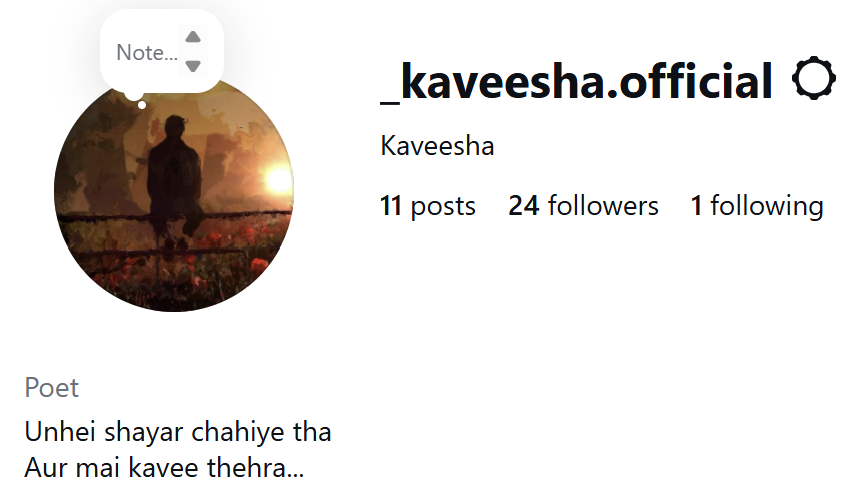 Note...
_kaveesha.official
Kaveesha
11 posts 24 followers 1 following
Poet
Unhei shayar chahiye tha
Aur mai kavee thehra...